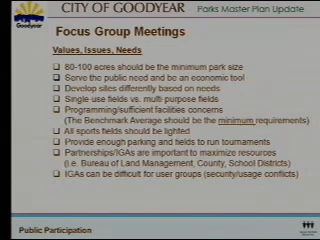 CITY OF GOODYEAR Parks Master Plan Update
Goodyear
Focus Group Meetings
Values, Issues, Needs
80-100 acres should be the minimum park size
Serve the public need and be an economic tool
Develop sites differently based on needs
Single use fields vs. multi-purpose fields
Programming/sufficient facilities concerns
(The Benchmark Average should be the minimum requirements)
All sports fields should be lighted
Provide enough parking and fields to run tournaments
Partnerships/IGAs are important to maximize resources
(i.e. Bureau of Land Management, County, School Districts)
IGAs can be difficult for user groups (security/usage conflicts)
Public Participation